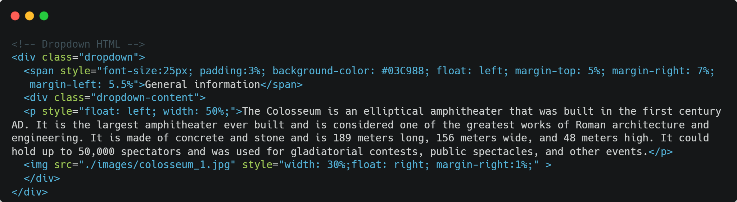 <!-- Dropdown HTML -->
<div class="dropdown">
<span style="font-size:25px; padding:3%; background-color: #03C988; float: left; margin-top: 5%; margin-right: 7%;
margin-left: 5.5%">General information</span>
<div class="dropdown-content">
<p style="float: left; width: 50%;">The Colosseum is an elliptical amphitheater that was built in the first century
AD. It is the largest amphitheater ever built and is considered one of the greatest works of Roman architecture and
engineering. It is made of concrete and stone and is 189 meters long, 156 meters wide, and 48 meters high. It could
hold up to 50,000 spectators and was used for gladiatorial contests, public spectacles, and other events.</p>
<img src="./images/colosseum_1.jpg" style="width: 30%;float: right; margin-right:1%;" >
</div>
</div>